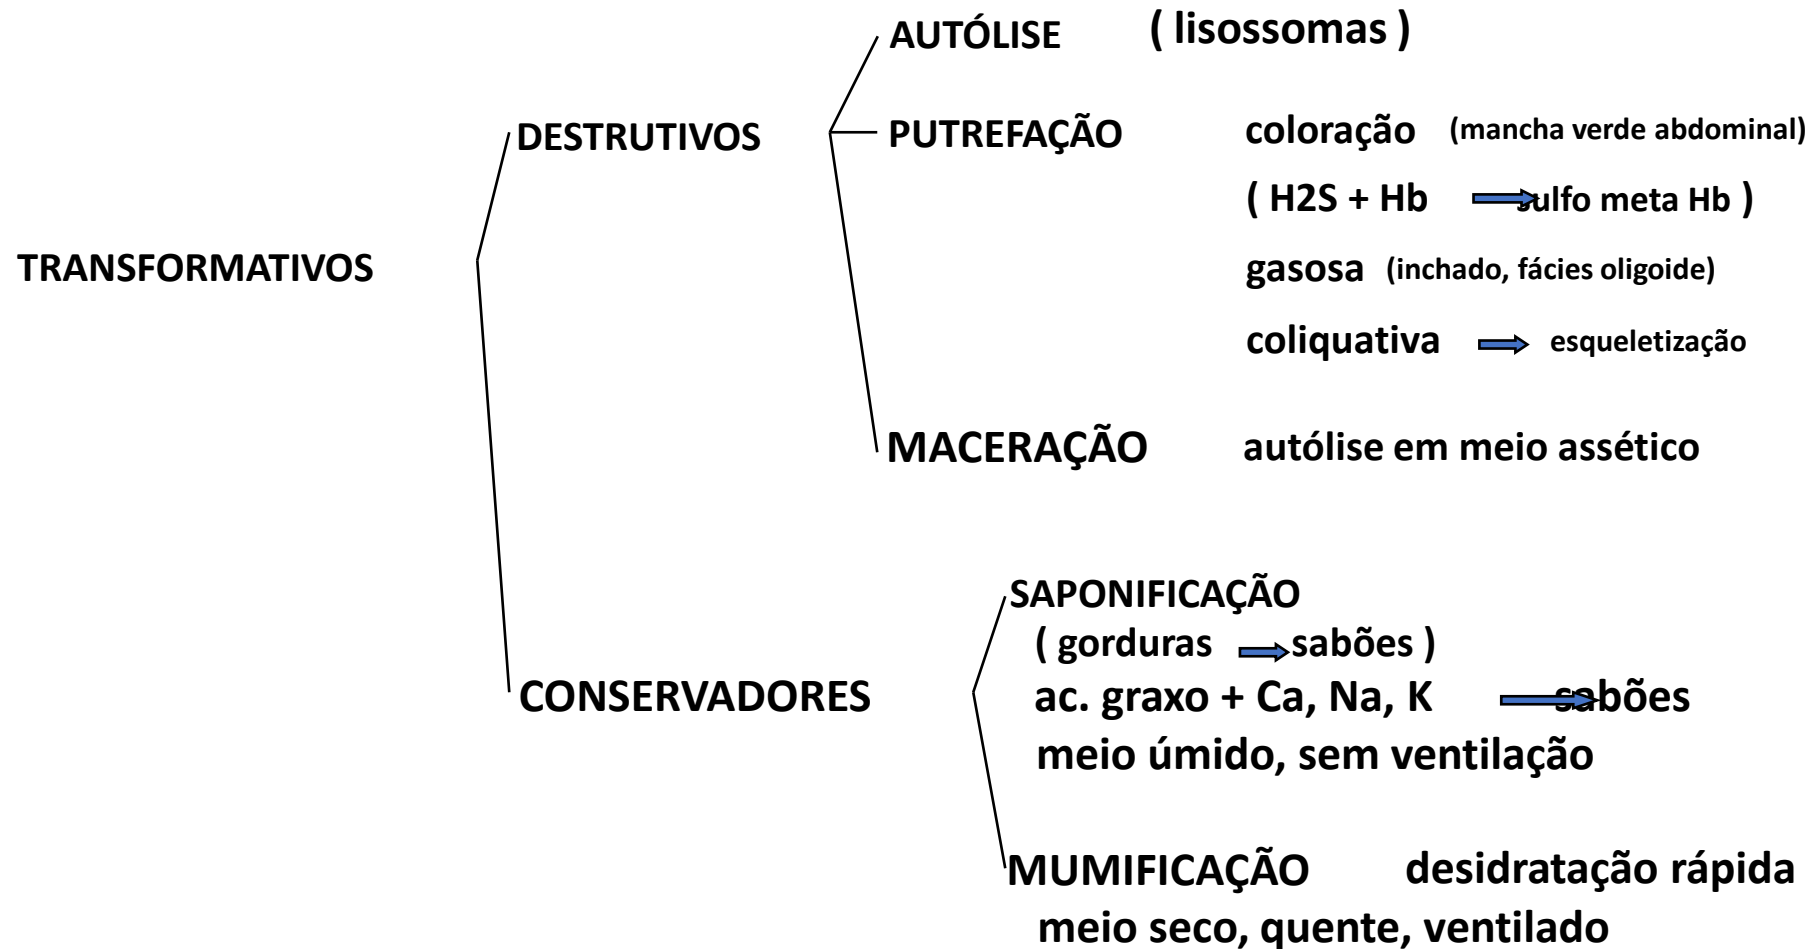 AUTÓLISE ( lisossomas )
DESTRUTIVOS PUTREFAÇÃO coloração (mancha verde abdominal)
( H2S + Hb sulfo meta Hb )
TRANSFORMATIVOS gasosa (inchado, fácies oligoide)
coliquativa esqueletização
MACERAÇÃO autólise em meio assético
SAPONIFICAÇÃO
( gorduras sabões )
CONSERVADORES ac. graxo + Ca, Na, K sabões
meio úmido, sem ventilação
MUMIFICAÇÃO desidratação rápida
meio seco, quente, ventilado